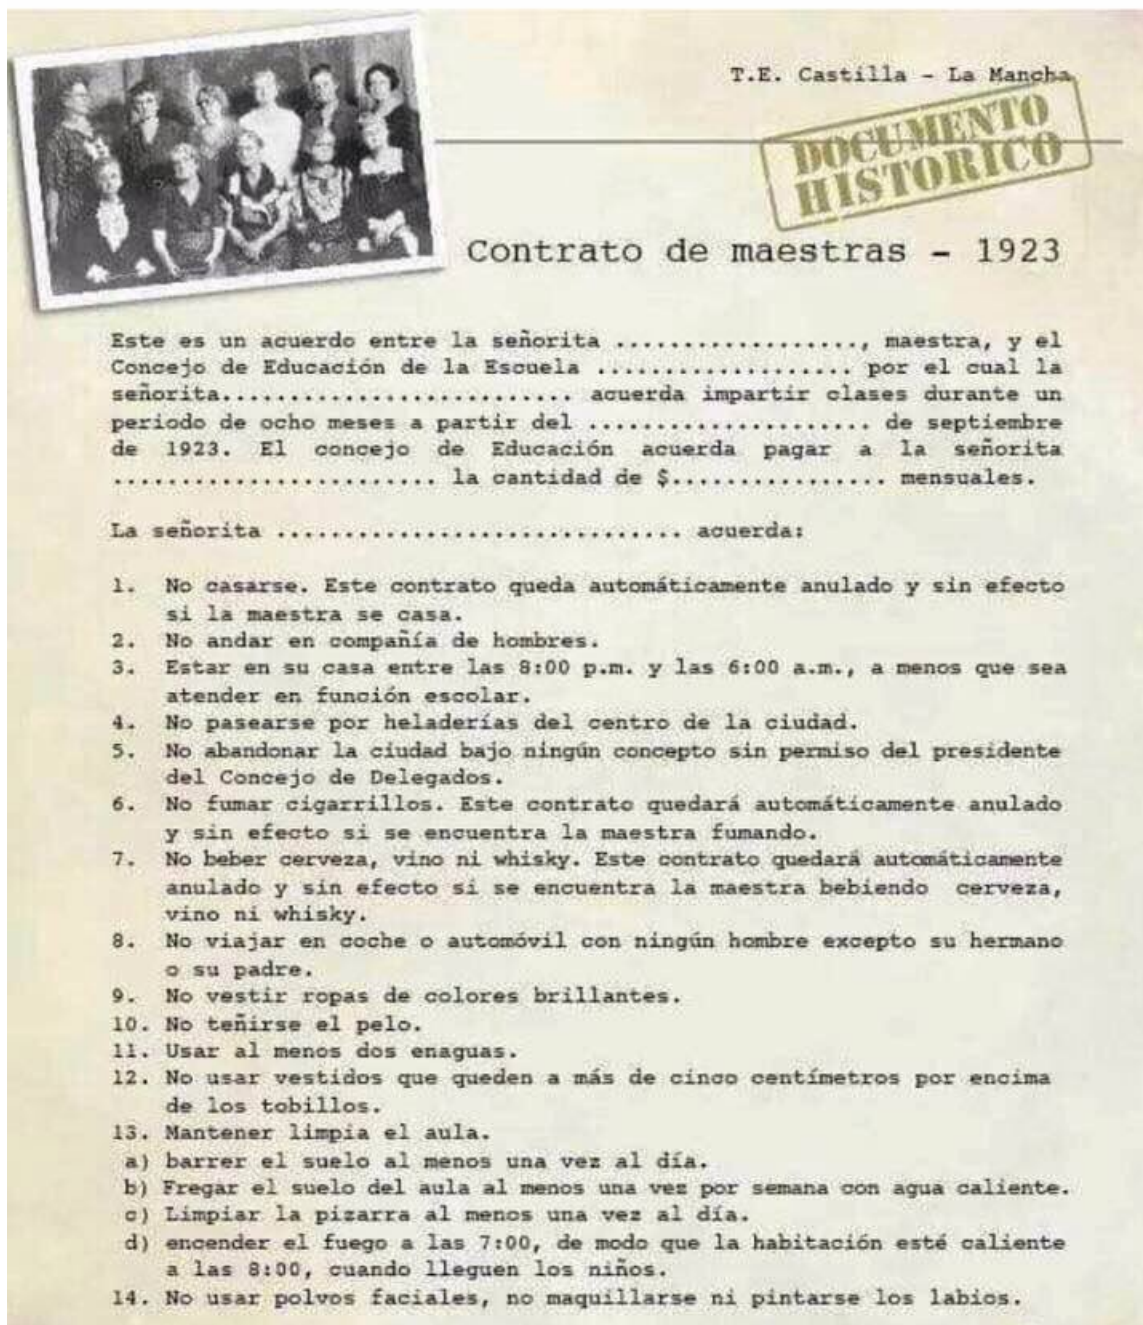 T.E. Castilla - La Mancha
DOCUMENTO
HISTORICO
Contrato de maestras - 1923
Este es un acuerdo entre la señorita .................., maestra, y el
Concejo de Educación de la Escuela ................... por el cual la
señorita.......................... acuerda impartir clases durante un
periodo de ocho meses a partir del ..................... de septiembre
de 1923. El concejo de Educación acuerda pagar a la señorita
........................ la cantidad de $................ mensuales.
La señorita .............................. acuerda:
1. No casarse. Este contrato queda automáticamente anulado y sin efecto
si la maestra se casa.
2. No andar en compañía de hombres.
3. Estar en su casa entre las 8:00 p.m. y las 6:00 a.m., a menos que sea
atender en función escolar.
4. No pasearse por heladerías del centro de la ciudad.
5. No abandonar la ciudad bajo ningún concepto sin permiso del presidente
del Concejo de Delegados.
6. No fumar cigarrillos. Este contrato quedará automáticamente anulado
y sin efecto si se encuentra la maestra fumando.
7. No beber cerveza, vino ni whisky. Este contrato quedará automáticamente
anulado y sin efecto si se encuentra la maestra bebiendo cerveza,
vino ni whisky.
8. No viajar en coche o automóvil con ningún hombre excepto su hermano
o su padre.
9. No vestir ropas de colores brillantes.
10. No teñirse el pelo.
11. Usar al menos dos enaguas.
12. No usar vestidos que queden a más de cinco centímetros por encima
de los tobillos.
13. Mantener limpia el aula.
a) barrer el suelo al menos una vez al día.
b) Fregar el suelo del aula al menos una vez por semana con agua caliente.
c) Limpiar la pizarra al menos una vez al día.
d) encender el fuego a las 7:00, de modo que la habitación esté caliente
a las 8:00, cuando lleguen los niños.
14. No usar polvos faciales, no maquillarse ni pintarse los labios.